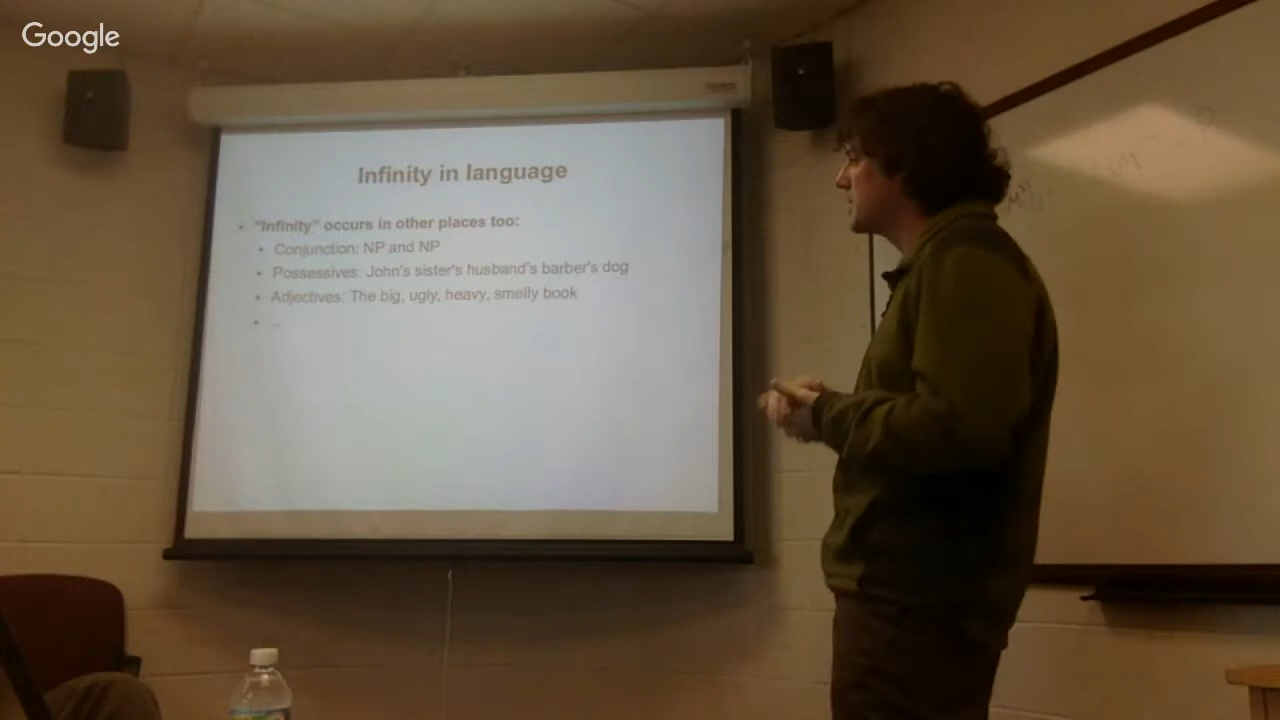 Google
Infinity in language
• "Infinity" occurs in other places too:
• Conjunction: NP and NP
• Possessives: John's sister's husband's barber's dog
• Adjectives: The big, ugly, heavy, smelly book
• ...